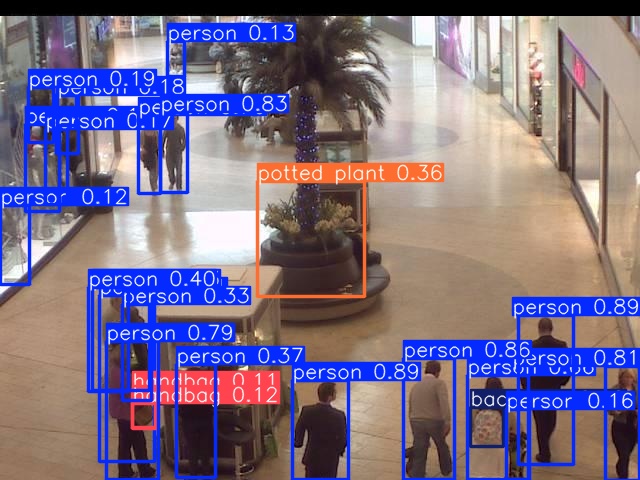 person 0.13
person 0.19
person 0.18
person 0.83
person 0.17
potted plant 0.36
person 0.12
person 0.40
person 0.33
person 0.89
person 0.79
person 0.86
person 0.37
person 0.81
person 0.89
handbag 0.11
handbag 0.12
person 0.16